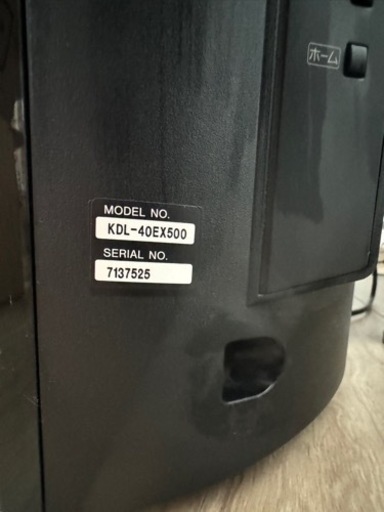 ホーム
MODEL NO.
KDL-40EX500
SERIAL NO.
7137525